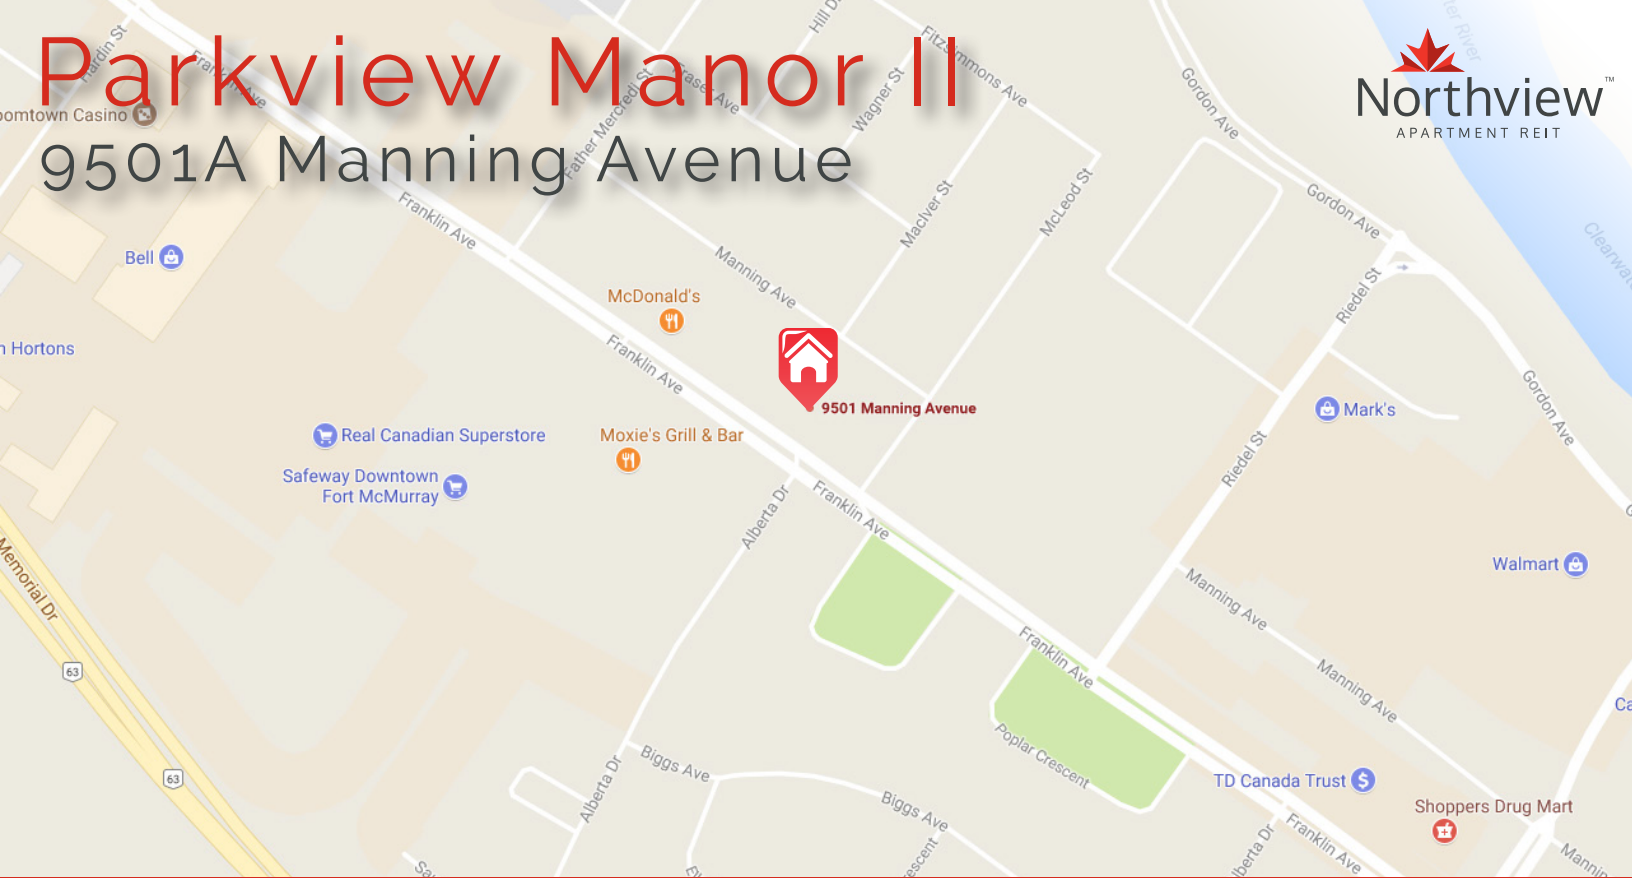 Parkview Manor II
9501A Manning Avenue
Northview™
APARTMENT REIT
Hardin St
Franklin Ave
Father Mercredi St
Fraser Ave
Hill Dr
Wagner St
Fitzsimmons Ave
Gordon Ave
Casino
Franklin Ave
MacIver St
McLeod St
Gordon Ave
Bell
Manning Ave
McDonald's
Riedel St
Hortons
Franklin Ave
9501 Manning Avenue
Mark's
Gordon Ave
Real Canadian Superstore
Moxie's Grill & Bar
Safeway Downtown
Fort McMurray
Riedel St
Alberta Dr
Franklin Ave
Memorial Dr
Walmart
Manning Ave
63
Franklin Ave
Manning Ave
63
Alberta Dr
Biggs Ave
Poplar Crescent
TD Canada Trust
Biggs Ave
Shoppers Drug Mart
Franklin Ave